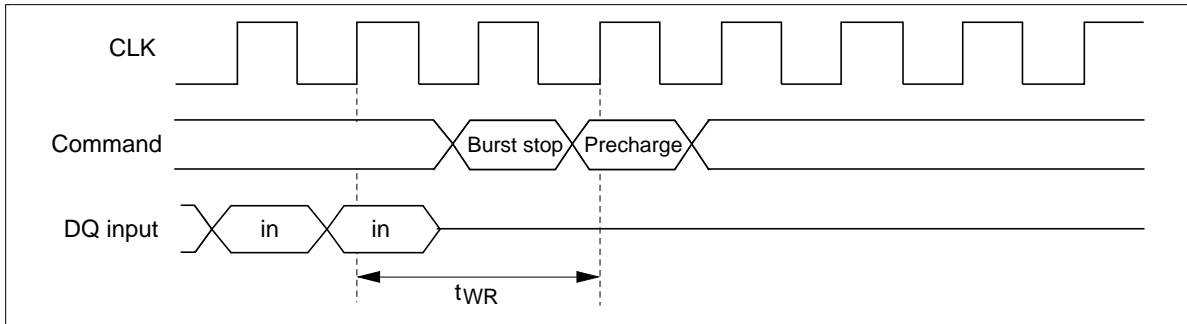 CLK
Command
Burst stop
Precharge
DQ input
in
in
tWR